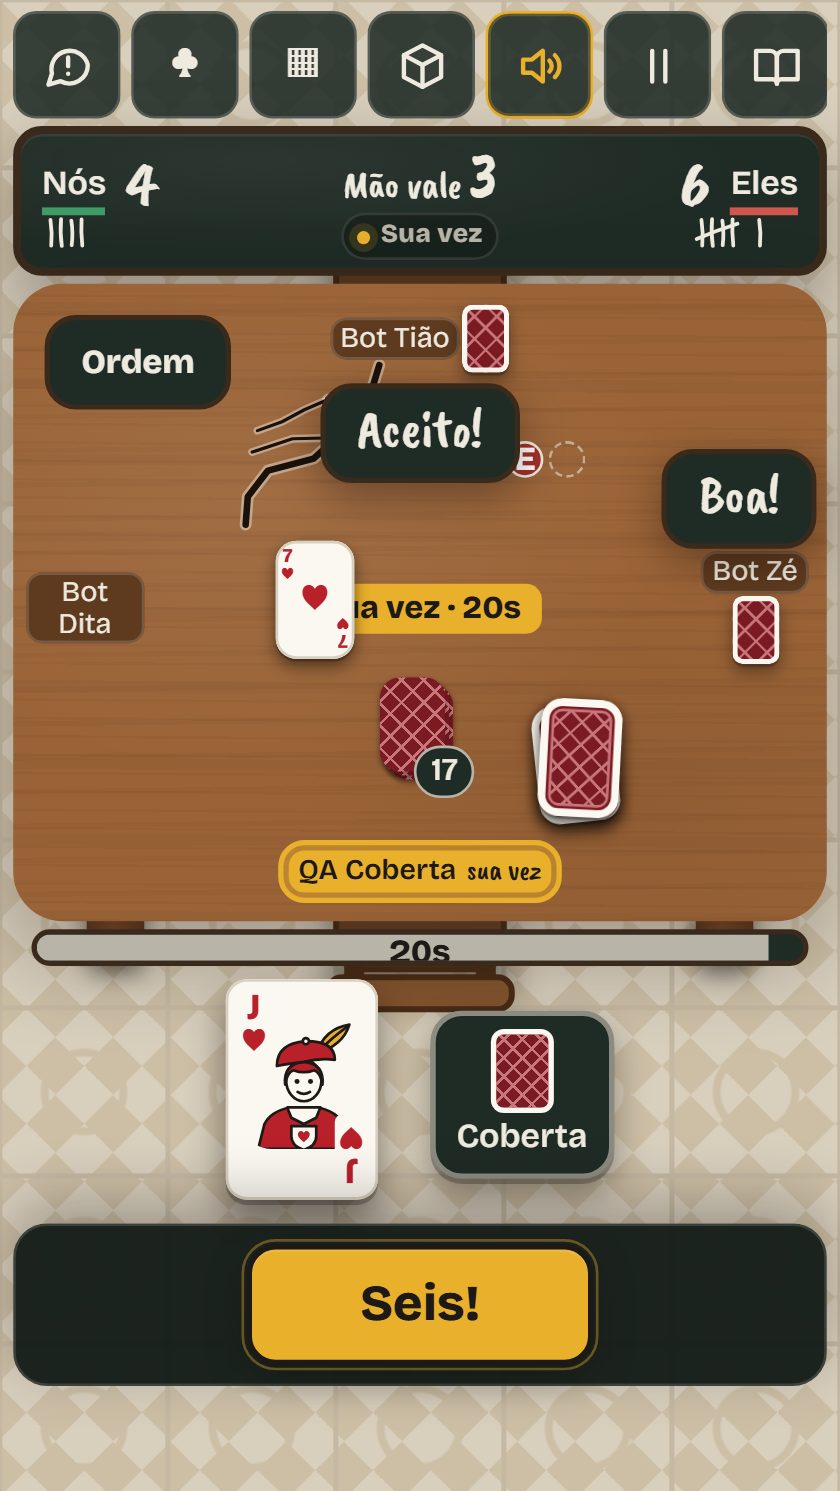 Nós 4
Mão vale 3
6 Eles
Sua vez
Ordem
Bot Tião
Aceito!
E
Boa!
Bot Zé
Bot
Dita
7
7
ua vez · 20s
17
QA Coberta sua vez
20s
J
J
Coberta
Seis!